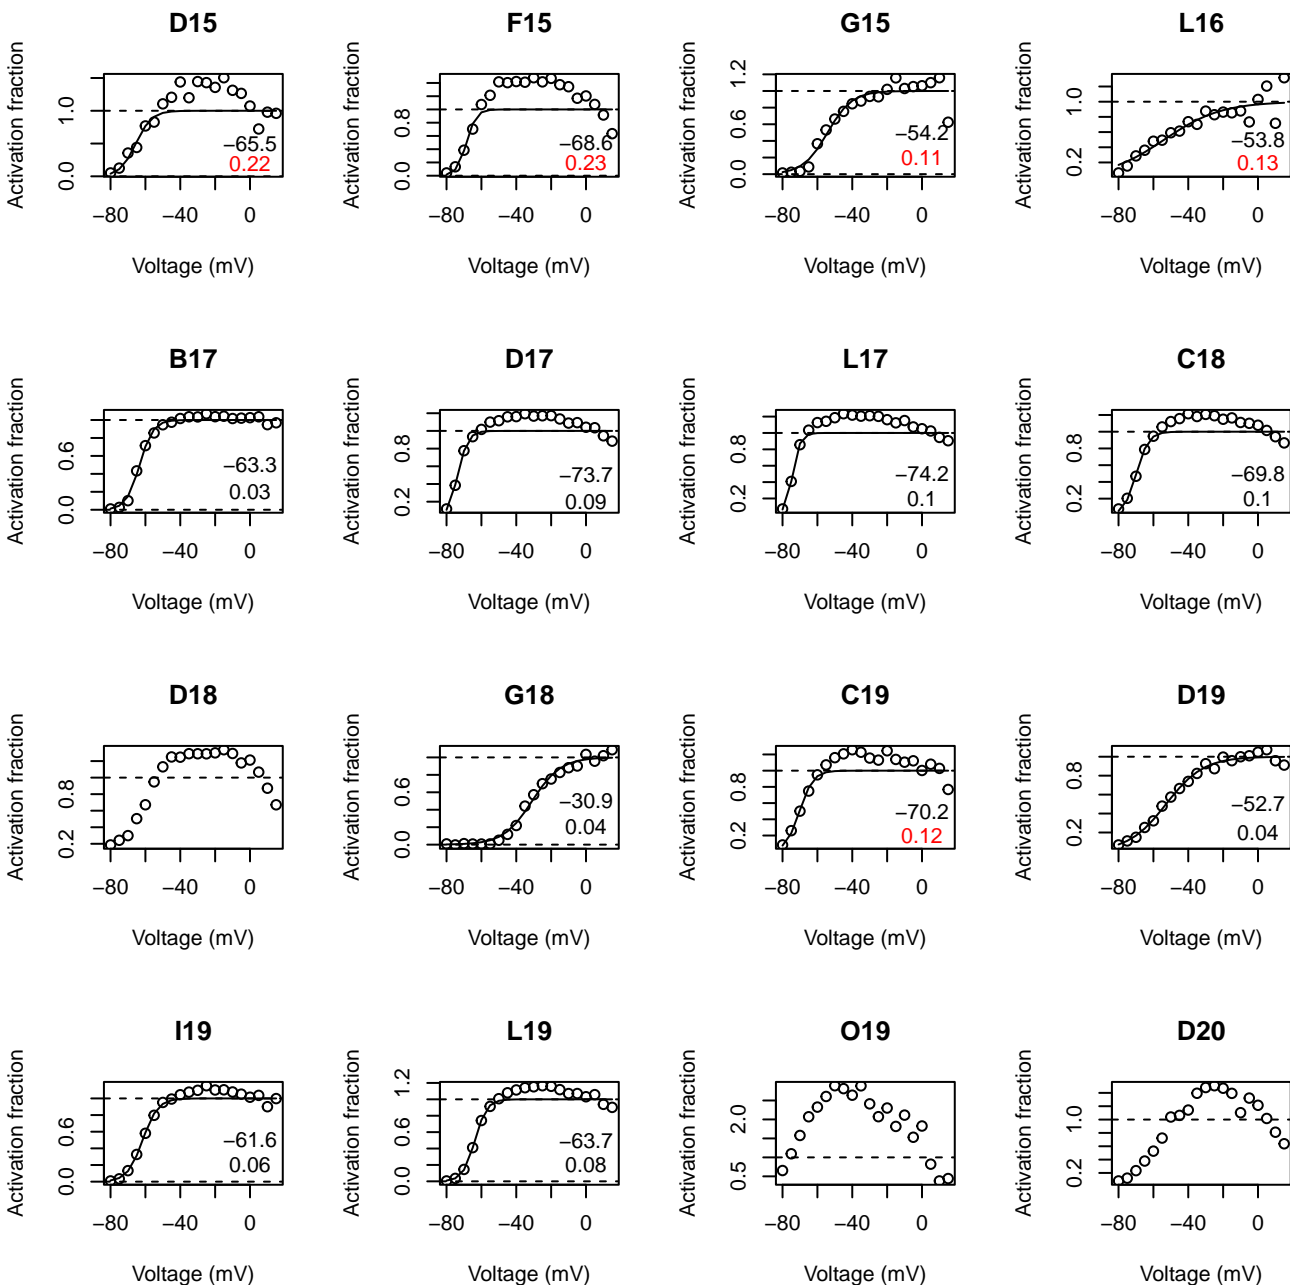 D15
Activation fraction
1.0
0.0
−65.5
0.22
−80 −40 0
Voltage (mV)
F15
Activation fraction
0.8
0.0
−68.6
0.23
−80 −40 0
Voltage (mV)
G15
Activation fraction
1.2
0.6
0.0
−54.2
0.11
−80 −40 0
Voltage (mV)
L16
Activation fraction
1.0
0.2
−53.8
0.13
−80 −40 0
Voltage (mV)
B17
Activation fraction
0.6
0.0
−63.3
0.03
−80 −40 0
Voltage (mV)
D17
Activation fraction
0.8
0.2
−73.7
0.09
−80 −40 0
Voltage (mV)
L17
Activation fraction
0.8
0.2
−74.2
0.1
−80 −40 0
Voltage (mV)
C18
Activation fraction
0.8
0.2
−69.8
0.1
−80 −40 0
Voltage (mV)
D18
Activation fraction
0.8
0.2
−80 −40 0
Voltage (mV)
G18
Activation fraction
0.6
0.0
−30.9
0.04
−80 −40 0
Voltage (mV)
C19
Activation fraction
0.8
0.2
−70.2
0.12
−80 −40 0
Voltage (mV)
D19
Activation fraction
0.8
0.2
−52.7
0.04
−80 −40 0
Voltage (mV)
I19
Activation fraction
0.6
0.0
−61.6
0.06
−80 −40 0
Voltage (mV)
L19
Activation fraction
1.2
0.6
0.0
−63.7
0.08
−80 −40 0
Voltage (mV)
O19
Activation fraction
2.0
0.5
−80 −40 0
Voltage (mV)
D20
Activation fraction
1.0
0.2
−80 −40 0
Voltage (mV)